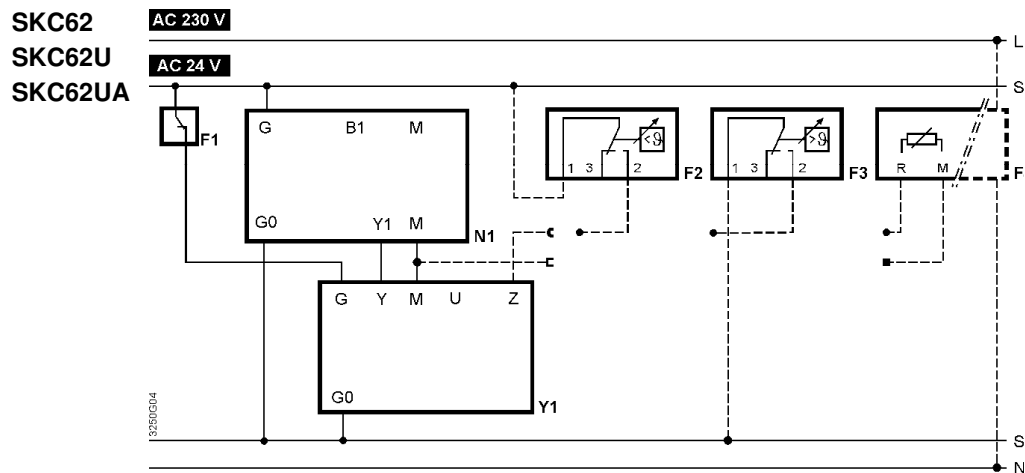 SKC62
SKC62U
SKC62UA
AC 230 V
L
AC 24 V
S
F1
G B1 M
G0 Y1 M
N1
<ϑ
1 3 2
F2
<ϑ
1 3 2
F3
R M
F
G Y M U Z
G0
Y1
3250G04
S
N